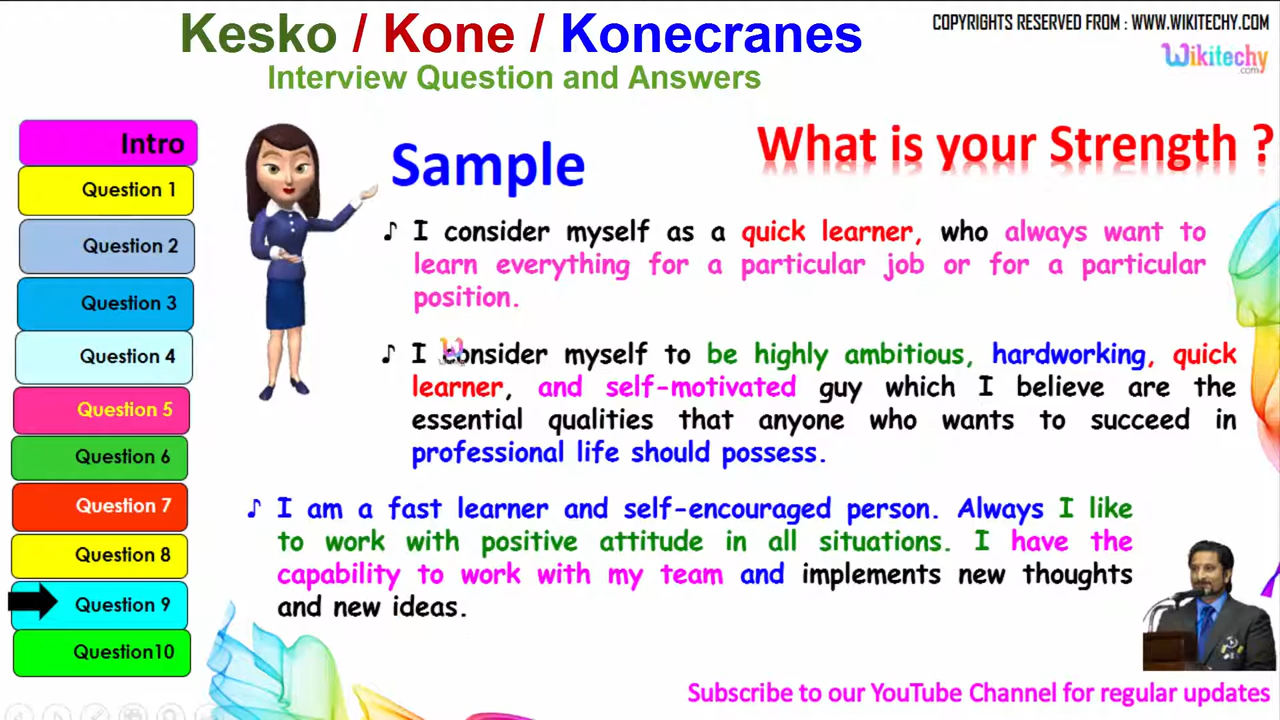 Kesko / Kone / Konecranes
Interview Question and Answers
COPYRIGHTS RESERVED FROM : WWW.WIKITECHY.COM
Wikitechy
.com
Intro
Question 1
Question 2
Question 3
Question 4
Question 5
Question 6
Question 7
Question 8
Question 9
Question10
Sample
What is your Strength ?
♪ I consider myself as a quick learner, who always want to
learn everything for a particular job or for a particular
position.
♪ I consider myself to be highly ambitious, hardworking, quick
learner, and self-motivated guy which I believe are the
essential qualities that anyone who wants to succeed in
professional life should possess.
♪ I am a fast learner and self-encouraged person. Always I like
to work with positive attitude in all situations. I have the
capability to work with my team and implements new thoughts
and new ideas.
Subscribe to our YouTube Channel for regular updates